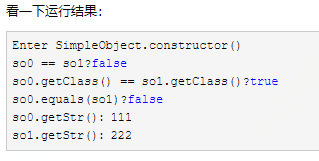 看一下运行结果：
Enter SimpleObject.constructor()
so0 == so1?false
so0.getClass() == so1.getClass()?true
so0.equals(so1)?false
so0.getStr(): 111
so1.getStr(): 222